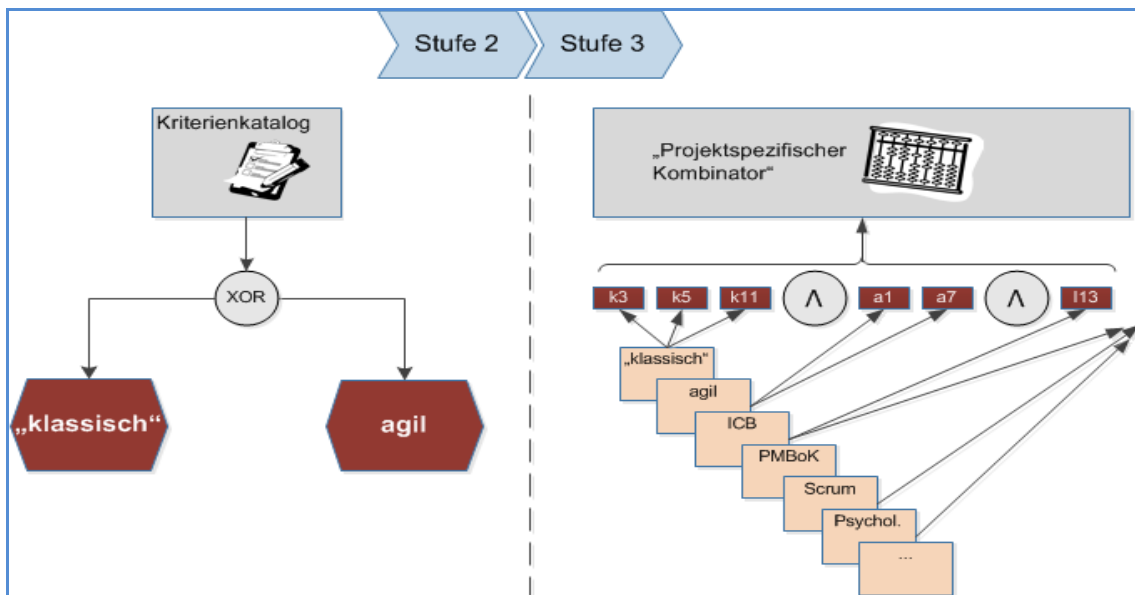 Stufe 2
Stufe 3
Kriterienkatalog
XOR
„klassisch“
agil
„Projektspezifischer
Kombinator“
k3
k5
k11
Λ
a1
a7
Λ
I13
„klassisch“
agil
ICB
PMBoK
Scrum
Psychol.
...